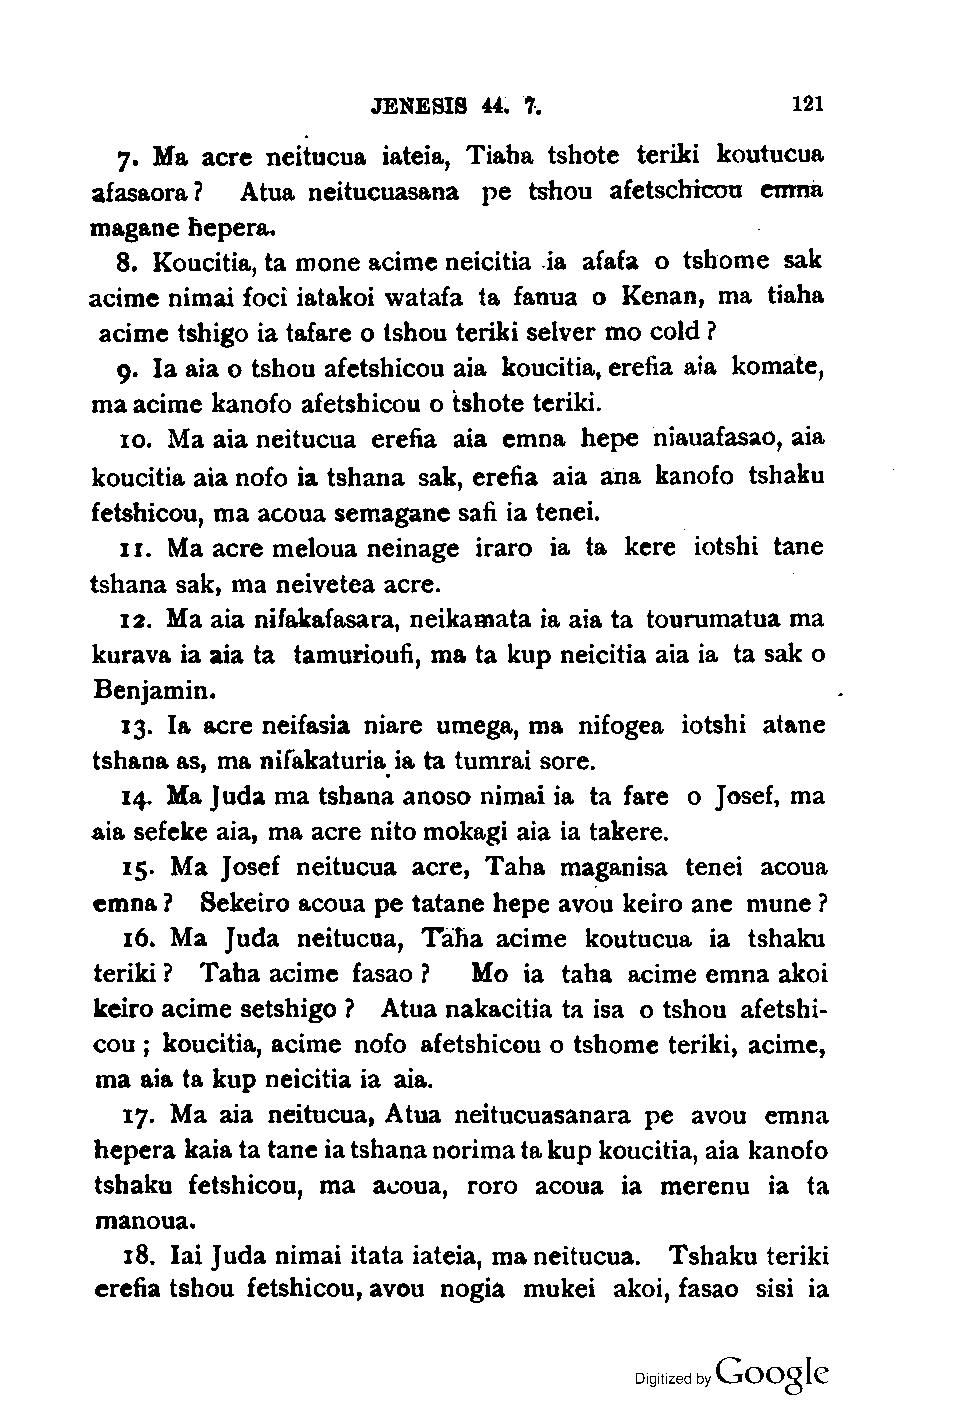 JENESIS 44. 7. 121
7. Ma acre neitucua iateia, Tiaha tshote teriki koutucua
afasaora? Atua neitucuasana pe tshou afetschicou emna
magane hepera.
8. Koucitia, ta mone acime neicitia ia afafa o tshome sak
acime nimai foci iatakoi watafa ta fanua o Kenan, ma tiaha
acime tshigo ia tafare o tshou teriki selver mo cold?
9. Ia aia o tshou afetshicou aia koucitia, erefia aia komate,
ma acime kanofo afetshicou o tshote teriki.
10. Ma aia neitucua erefia aia emna hepe niauafasao, aia
koucitia aia nofo ia tshana sak, erefia aia ana kanofo tshaku
fetshicou, ma acoua semagane safi ia tenei.
11. Ma acre meloua neinage iraro ia ta kere iotshi tane
tshana sak, ma neivetea acre.
12. Ma aia nifakafasara, neikamata ia aia ta tourumatua ma
kurava ia aia ta tamurioufi, ma ta kup neicitia aia ia ta sak o
Benjamin.
13. Ia acre neifasia niare umega, ma nifogea iotshi atane
tshana as, ma nifakaturia ia ta tumrai sore.
14. Ma Juda ma tshana anoso nimai ia ta fare o Josef, ma
aia sefeke aia, ma acre nito mokagi aia ia takere.
15. Ma Josef neitucua acre, Taha maganisa tenei acoua
emna? Sekeiro acoua pe tatane hepe avou keiro ane mune?
16. Ma Juda neitucua, Taha acime koutucua ia tshaku
teriki? Taha acime fasao? Mo ia taha acime emna akoi
keiro acime setshigo? Atua nakacitia ta isa o tshou afetshi-
cou; koucitia, acime nofo afetshicou o tshome teriki, acime,
ma aia ta kup neicitia ia aia.
17. Ma aia neitucua, Atua neitucuasanara pe avou emna
hepera kaia ta tane ia tshana norima ta kup koucitia, aia kanofo
tshaku fetshicou, ma acoua, roro acoua ia merenu ia ta
manoua.
18. Iai Juda nimai itata iateia, ma neitucua. Tshaku teriki
erefia tshou fetshicou, avou nogia mukei akoi, fasao sisi ia
Digitized by Google